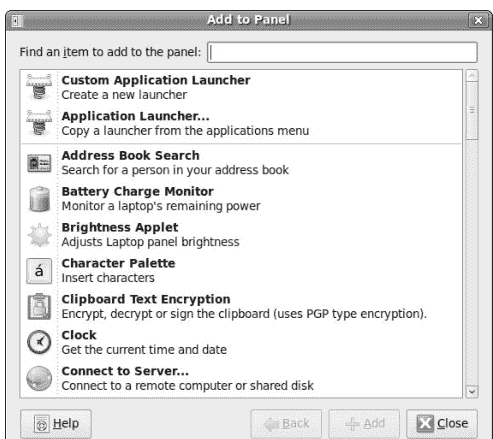 Add to Panel
Find an item to add to the panel:
Custom Application Launcher
Create a new launcher
Application Launcher...
Copy a launcher from the applications menu
Address Book Search
Search for a person in your address book
Battery Charge Monitor
Monitor a laptop's remaining power
Brightness Applet
Adjusts Laptop panel brightness
á
Character Palette
Insert characters
Clipboard Text Encryption
Encrypt, decrypt or sign the clipboard (uses PGP type encryption).
Clock
Get the current time and date
Connect to Server...
Connect to a remote computer or shared disk
Help Back Add Close